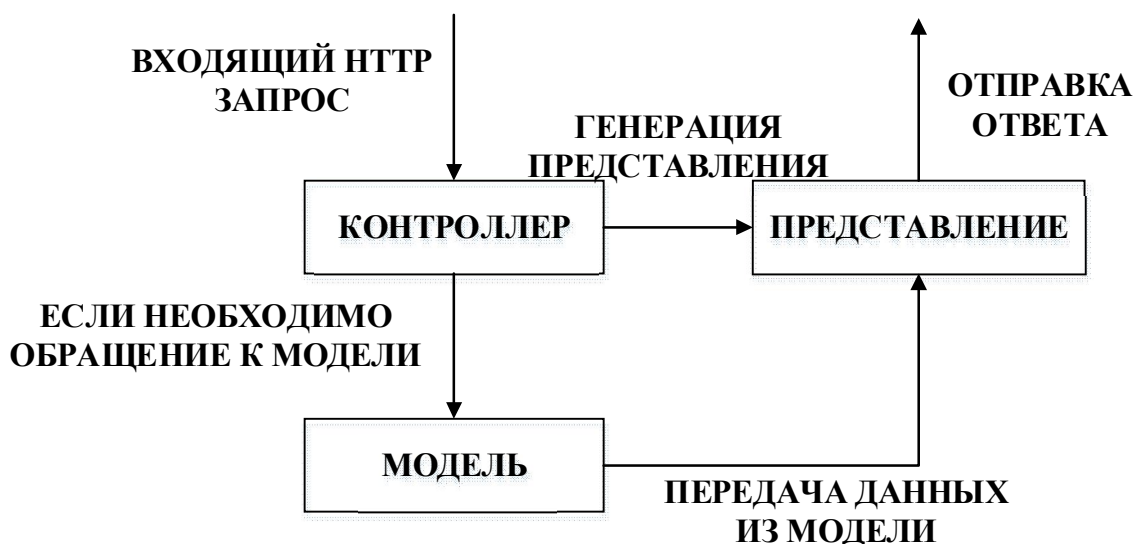 ВХОДЯЩИЙ HTTP
ЗАПРОС
ОТПРАВКА
ОТВЕТА
ГЕНЕРАЦИЯ
ПРЕДСТАВЛЕНИЯ
КОНТРОЛЛЕР
ПРЕДСТАВЛЕНИЕ
ЕСЛИ НЕОБХОДИМО
ОБРАЩЕНИЕ К МОДЕЛИ
МОДЕЛЬ
ПЕРЕДАЧА ДАННЫХ
ИЗ МОДЕЛИ